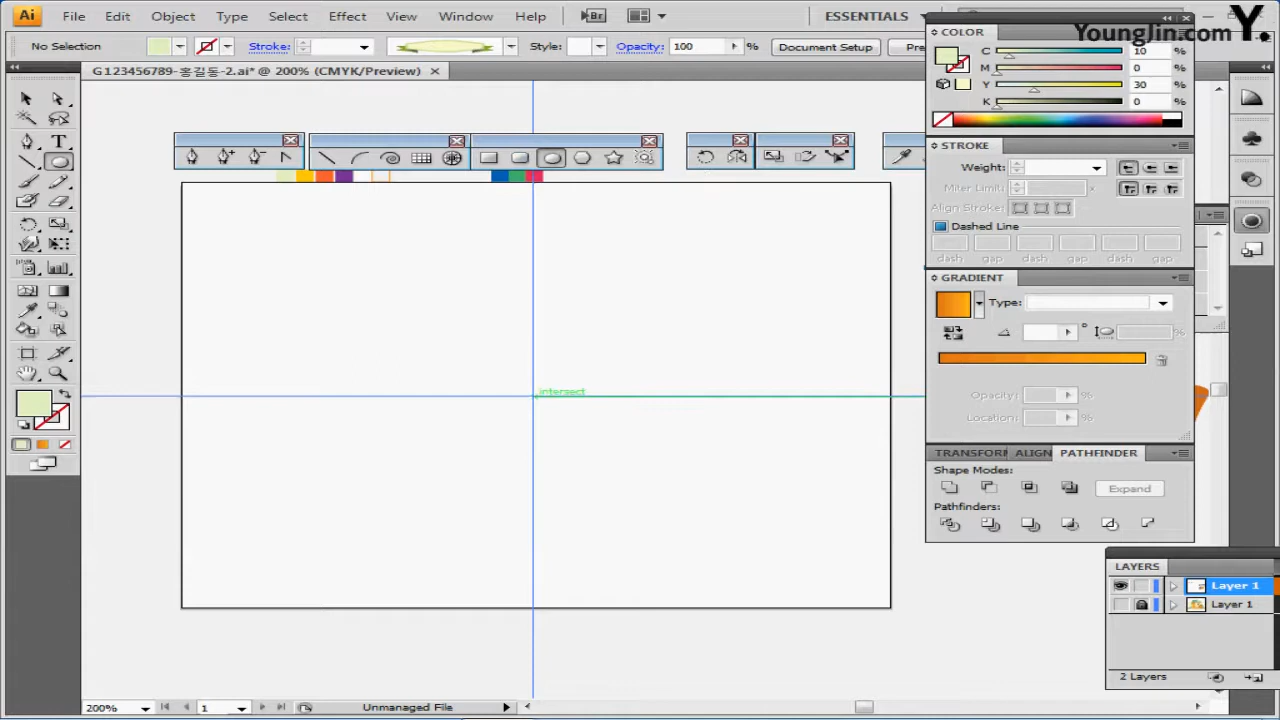 Ai File Edit Object Type Select Effect View Window Help Br ESSENTIALS
Y.
YoungJin.com
No Selection Stroke: Style: Opacity: 100 % Document Setup Pre
G123456789-홍길동-2.ai* @ 200% (CMYK/Preview)
COLOR
C 10 %
M 0 %
Y 30 %
K 0 %
STROKE
Weight:
Miter Limit: x
Align Stroke:
Dashed Line
dash gap dash gap dash gap
GRADIENT
Type:
° %
intersect
Opacity: %
Location: %
TRANSFORM ALIGN PATHFINDER
Shape Modes:
Expand
Pathfinders:
LAYERS
Layer 1
Layer 1
2 Layers
200% 1 Unmanaged File